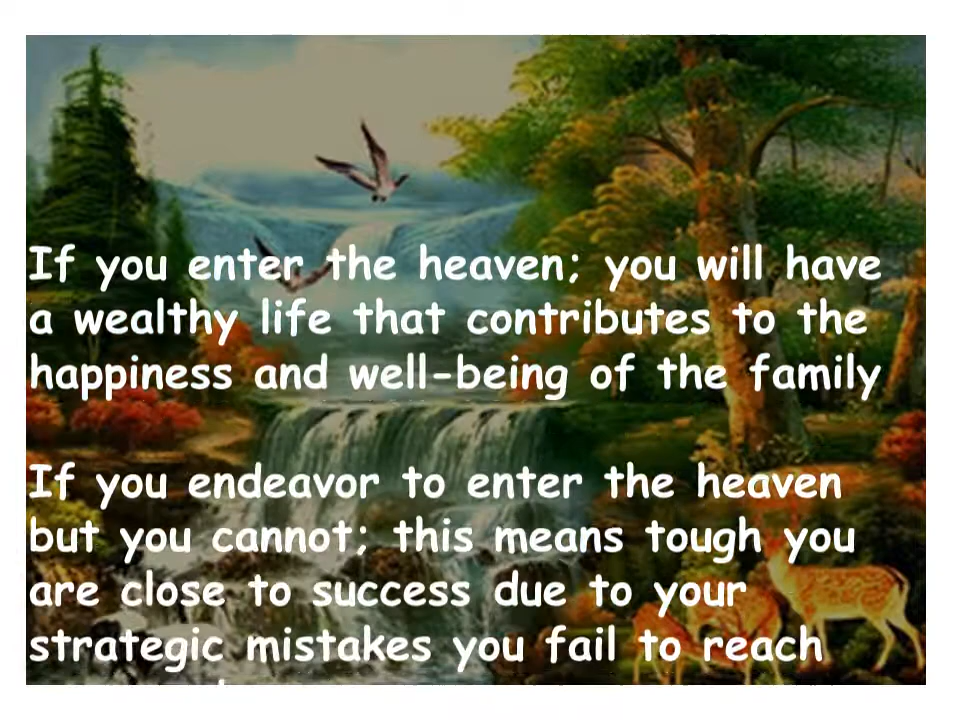 If you enter the heaven; you will have
a wealthy life that contributes to the
happiness and well-being of the family
If you endeavor to enter the heaven
but you cannot; this means tough you
are close to success due to your
strategic mistakes you fail to reach